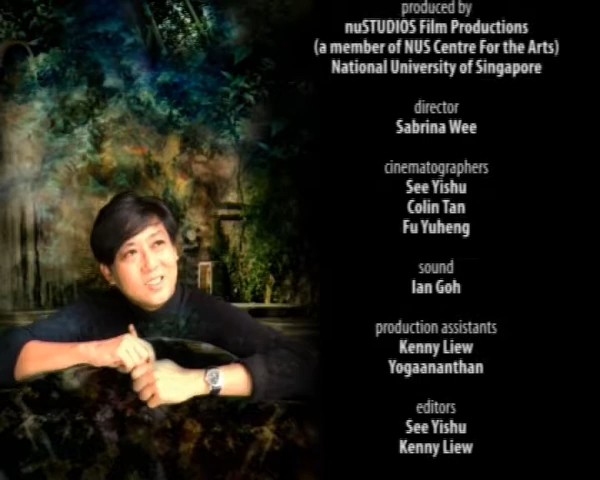 produced by
nuSTUDIOS Film Productions
(a member of NUS Centre For the Arts)
National University of Singapore
director
Sabrina Wee
cinematographers
See Yishu
Colin Tan
Fu Yuheng
sound
Ian Goh
production assistants
Kenny Liew
Yogaananthan
editors
See Yishu
Kenny Liew